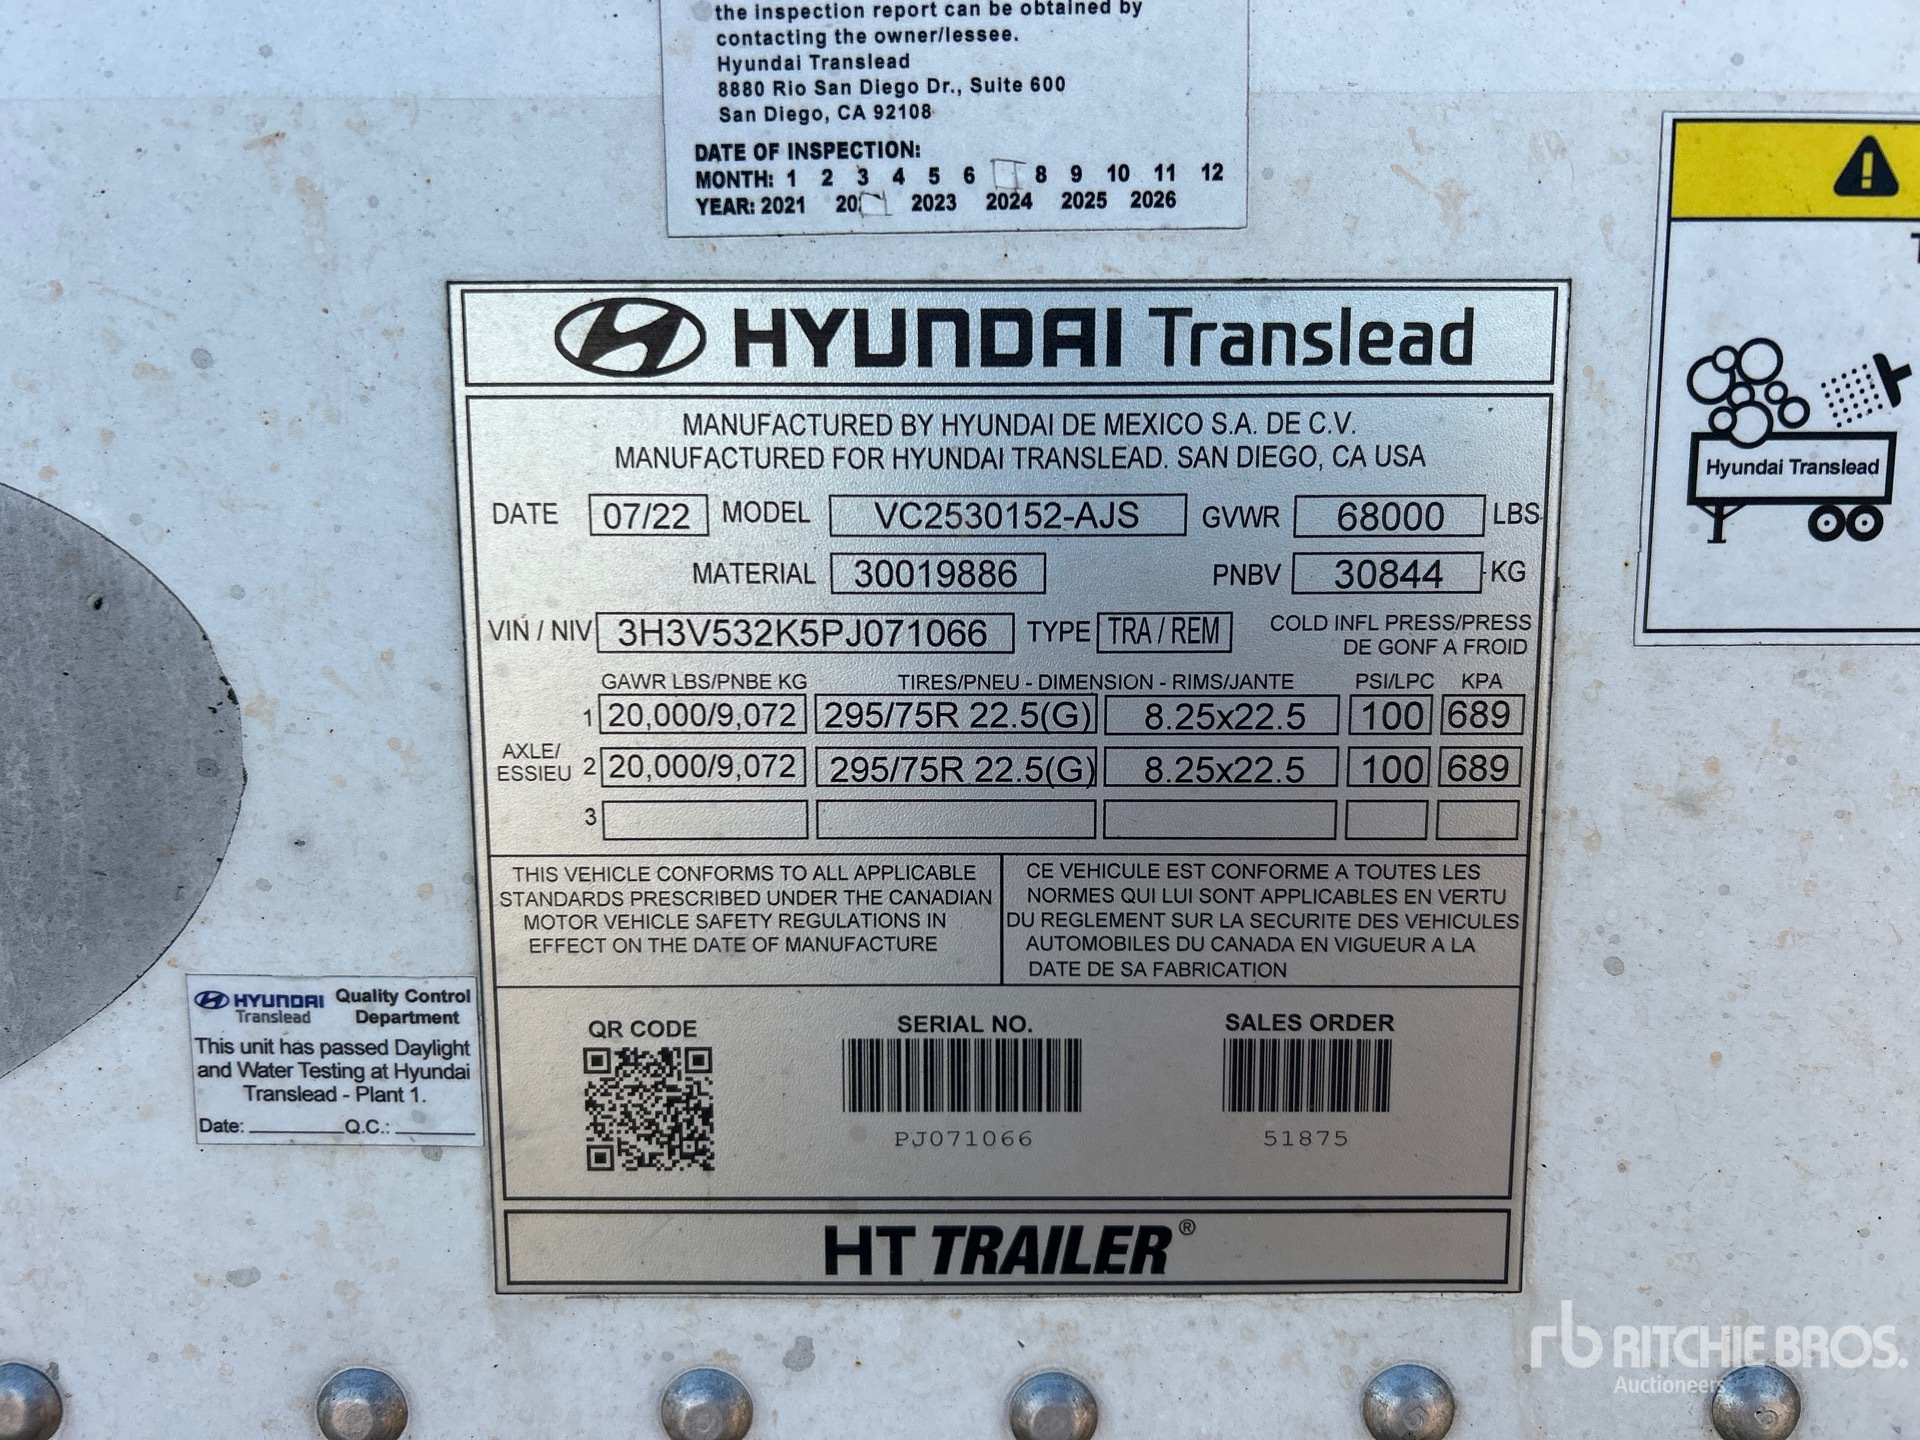 the inspection report can be obtained by
contacting the owner/lessee.
Hyundai Translead
8880 Rio San Diego Dr., Suite 600
San Diego, CA 92108
DATE OF INSPECTION:
MONTH: 1 2 3 4 5 6 8 9 10 11 12
YEAR: 2021 20 2023 2024 2025 2026
HYUNDAI Translead
MANUFACTURED BY HYUNDAI DE MEXICO S.A. DE C.V.
MANUFACTURED FOR HYUNDAI TRANSLEAD. SAN DIEGO, CA USA
DATE 07/22 MODEL VC2530152-AJS GVWR 68000 LBS
MATERIAL 30019886 PNBV 30844 KG
VIN / NIV 3H3V532K5PJ071066 TYPE TRA / REM COLD INFL PRESS/PRESS
DE GONF A FROID
GAWR LBS/PNBE KG TIRES/PNEU - DIMENSION - RIMS/JANTE PSI/LPC KPA
1 20,000/9,072 295/75R 22.5(G) 8.25x22.5 100 689
AXLE/
ESSIEU 2 20,000/9,072 295/75R 22.5(G) 8.25x22.5 100 689
3
THIS VEHICLE CONFORMS TO ALL APPLICABLE
STANDARDS PRESCRIBED UNDER THE CANADIAN
MOTOR VEHICLE SAFETY REGULATIONS IN
EFFECT ON THE DATE OF MANUFACTURE
CE VEHICULE EST CONFORME A TOUTES LES
NORMES QUI LUI SONT APPLICABLES EN VERTU
DU REGLEMENT SUR LA SECURITE DES VEHICULES
AUTOMOBILES DU CANADA EN VIGUEUR A LA
DATE DE SA FABRICATION
QR CODE
SERIAL NO.
PJ071066
SALES ORDER
51875
HT TRAILER®
HYUNDAI
Translead
Quality Control
Department
This unit has passed Daylight
and Water Testing at Hyundai
Translead - Plant 1.
Date: Q.C.:
Hyundai Translead
rb RITCHIE BROS.
Auctioneers